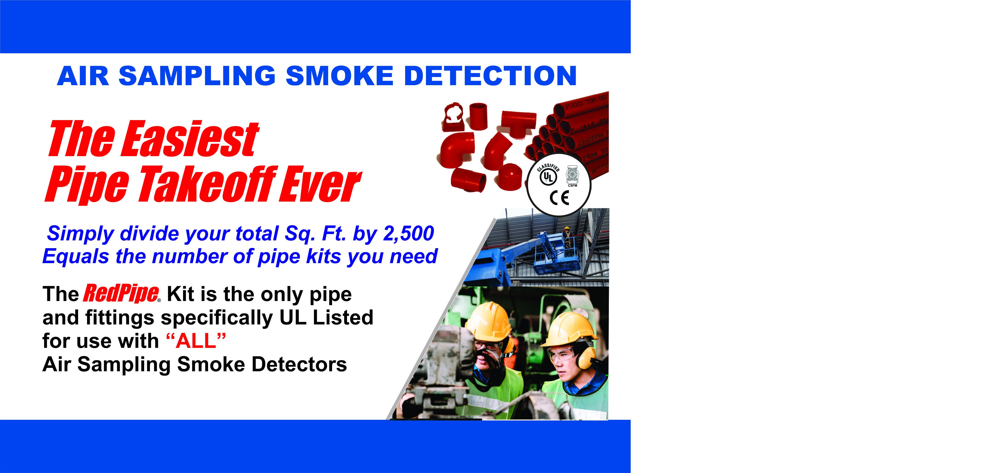 AIR SAMPLING SMOKE DETECTION
The Easiest
Pipe Takeoff Ever
Simply divide your total Sq. Ft. by 2,500
Equals the number of pipe kits you need
The RedPipe® Kit is the only pipe
and fittings specifically UL Listed
for use with “ALL”
Air Sampling Smoke Detectors
CLASSIFIED
UL ®
CSFM
CE
DO NOT